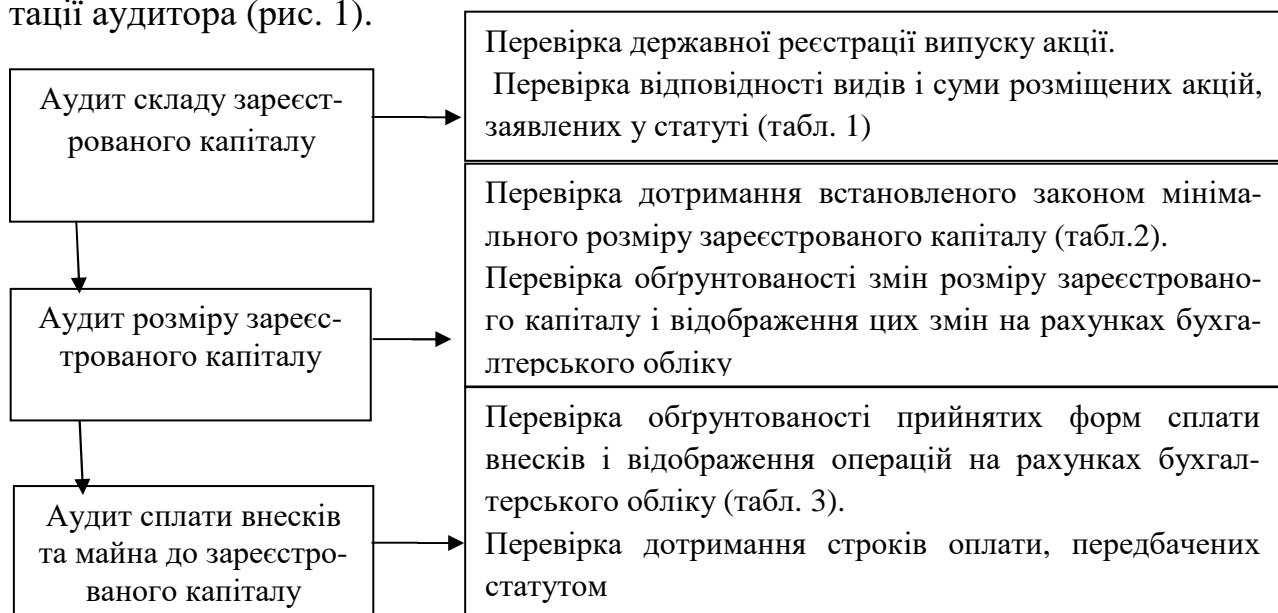 тації аудитора (рис. 1).
Аудит складу зареєст-
рованого капіталу
Перевірка державної реєстрації випуску акції.
Перевірка відповідності видів і суми розміщених акцій,
заявлених у статуті (табл. 1)
Аудит розміру зареєс-
трованого капіталу
Перевірка дотримання встановленого законом мініма-
льного розміру зареєстрованого капіталу (табл.2).
Перевірка обґрунтованості змін розміру зареєстровано-
го капіталу і відображення цих змін на рахунках бухга-
лтерського обліку
Аудит сплати внесків
та майна до зареєстро-
ваного капіталу
Перевірка обґрунтованості прийнятих форм сплати
внесків і відображення операцій на рахунках бухгал-
терського обліку (табл. 3).
Перевірка дотримання строків оплати, передбачених
статутом